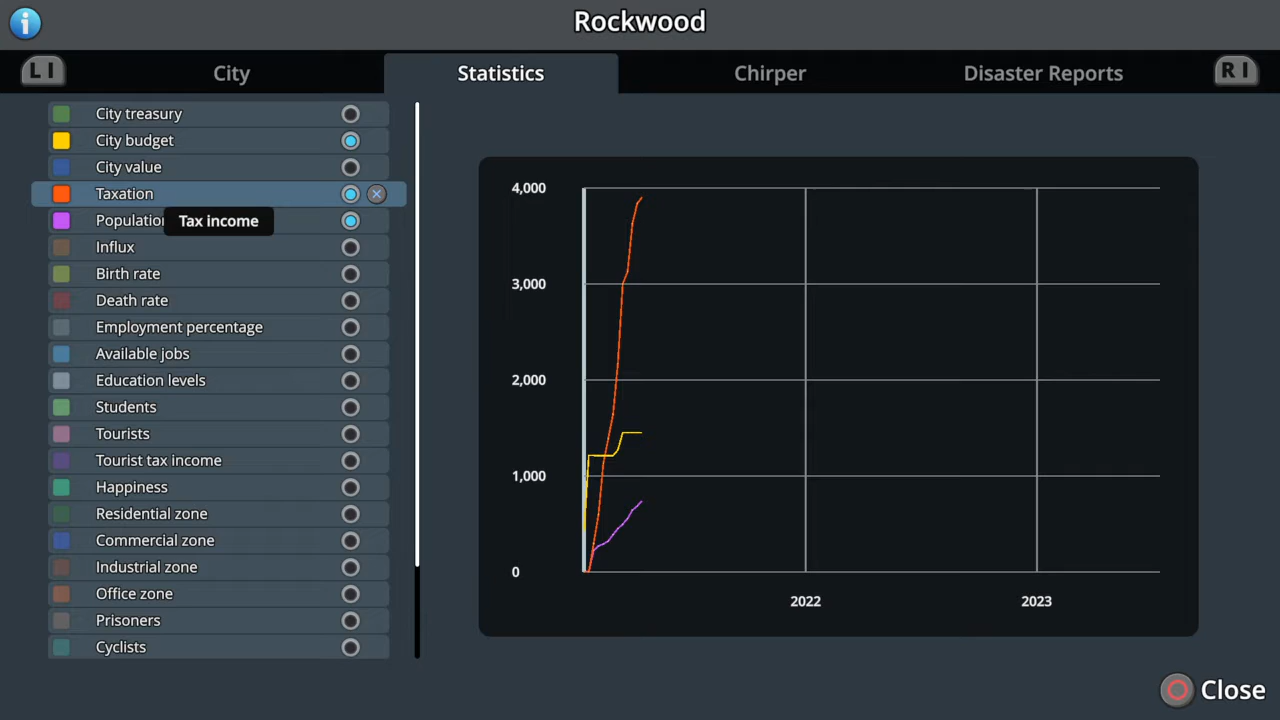 Rockwood
L1
City
Statistics
Chirper
Disaster Reports
R1
City treasury
City budget
City value
Taxation
Population
Tax income
Influx
Birth rate
Death rate
Employment percentage
Available jobs
Education levels
Students
Tourists
Tourist tax income
Happiness
Residential zone
Commercial zone
Industrial zone
Office zone
Prisoners
Cyclists
4,000
3,000
2,000
1,000
0
2022
2023
Close